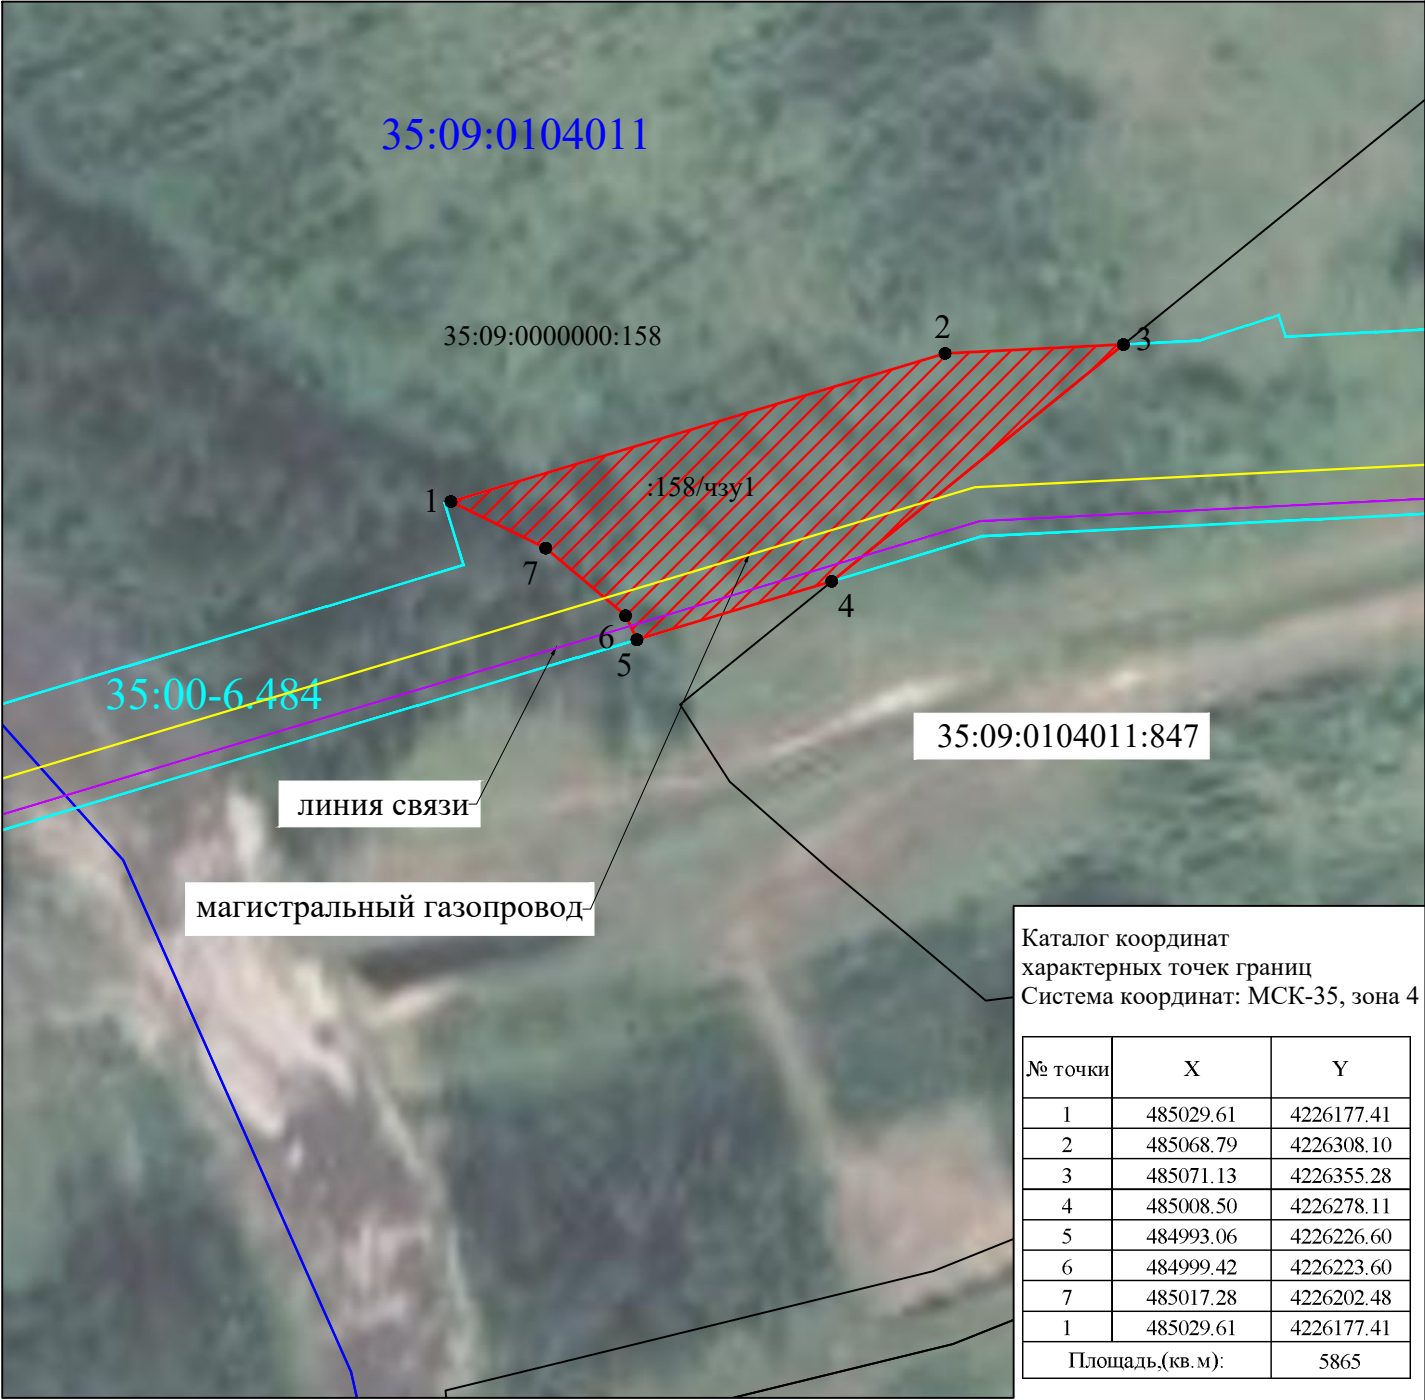 35:09:0104011
35:09:0000000:158
2
3
:158/чзу1
1
7
4
6
5
35:00-6.484
35:09:0104011:847
линия связи
магистральный газопровод
Каталог координат
характерных точек границ
Система координат: МСК-35, зона 4
№ точки X Y
1 485029.61 4226177.41
2 485068.79 4226308.10
3 485071.13 4226355.28
4 485008.50 4226278.11
5 484993.06 4226226.60
6 484999.42 4226223.60
7 485017.28 4226202.48
1 485029.61 4226177.41
Площадь,(кв.м): 5865